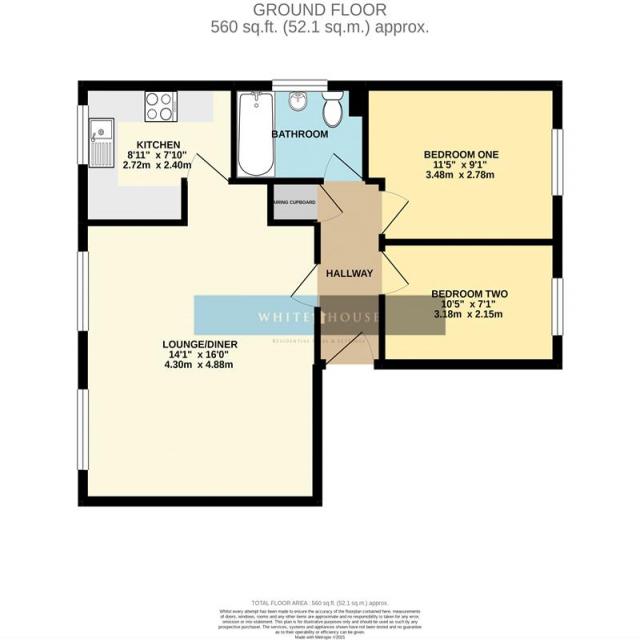 GROUND FLOOR
560 sq.ft. (52.1 sq.m.) approx.
KITCHEN
8'11" x 7'10"
2.72m x 2.40m
BATHROOM
BEDROOM ONE
11'5" x 9'1"
3.48m x 2.78m
RING CUPBOARD
HALLWAY
BEDROOM TWO
10'5" x 7'1"
3.18m x 2.15m
WHITE HOUSE
RESIDENTIAL SALES & LETTINGS
LOUNGE/DINER
14'1" x 16'0"
4.30m x 4.88m
TOTAL FLOOR AREA : 560 sq.ft. (52.1 sq.m.) approx.
Whilst every attempt has been made to ensure the accuracy of the floorplan contained here, measurements
of doors, windows, rooms and any other items are approximate and no responsibility is taken for any error,
omission or mis-statement. This plan is for illustrative purposes only and should be used as such by any
prospective purchaser. The services, systems and appliances shown have not been tested and no guarantee
as to their operability or efficiency can be given.
Made with Metropix ©2025